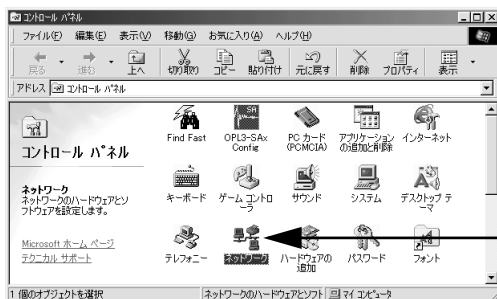 コントロール パネル
ファイル(F) 編集(E) 表示(V) 移動(G) お気に入り(A) ヘルプ(H)
戻る 進む 上へ 切り取り コピー 貼り付け 元に戻す 削除 プロパティ 表示
アドレス コントロール パネル
コントロール パネル
ネットワーク
ネットワークのハードウェアとソ
フトウェアを設定します。
Microsoft ホーム ページ
テクニカル サポート
Find Fast
OPL3-SAx
Config
PC カード
(PCMCIA)
アプリケーション
の追加と削除
インターネット
キーボード
ゲーム コントロ
ーラ
サウンド
システム
デスクトップ テ
ーマ
テレフォニー
ネットワーク
ハードウェアの
追加
パスワード
フォント
1 個のオブジェクトを選択 ネットワークのハードウェアとソフト マイ コンピュータ